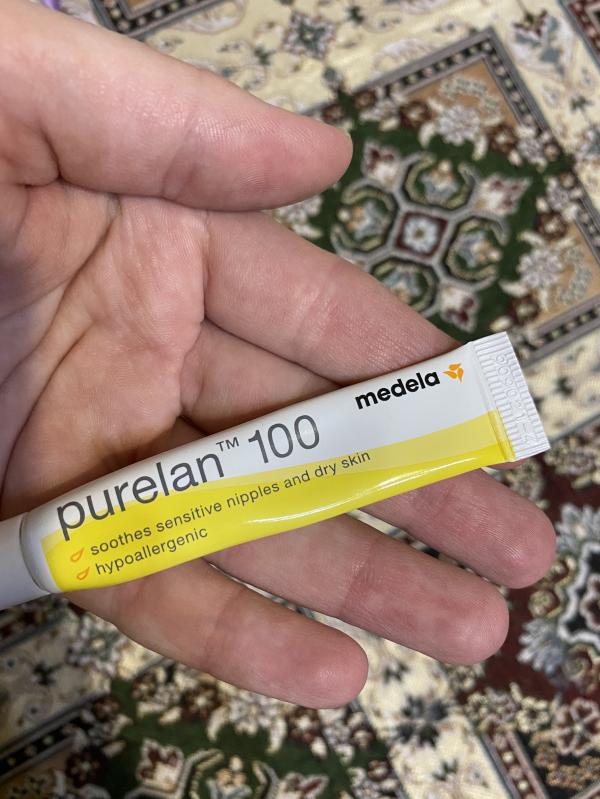 medela
purelan™ 100
soothes sensitive nipples and dry skin
hypoallergenic